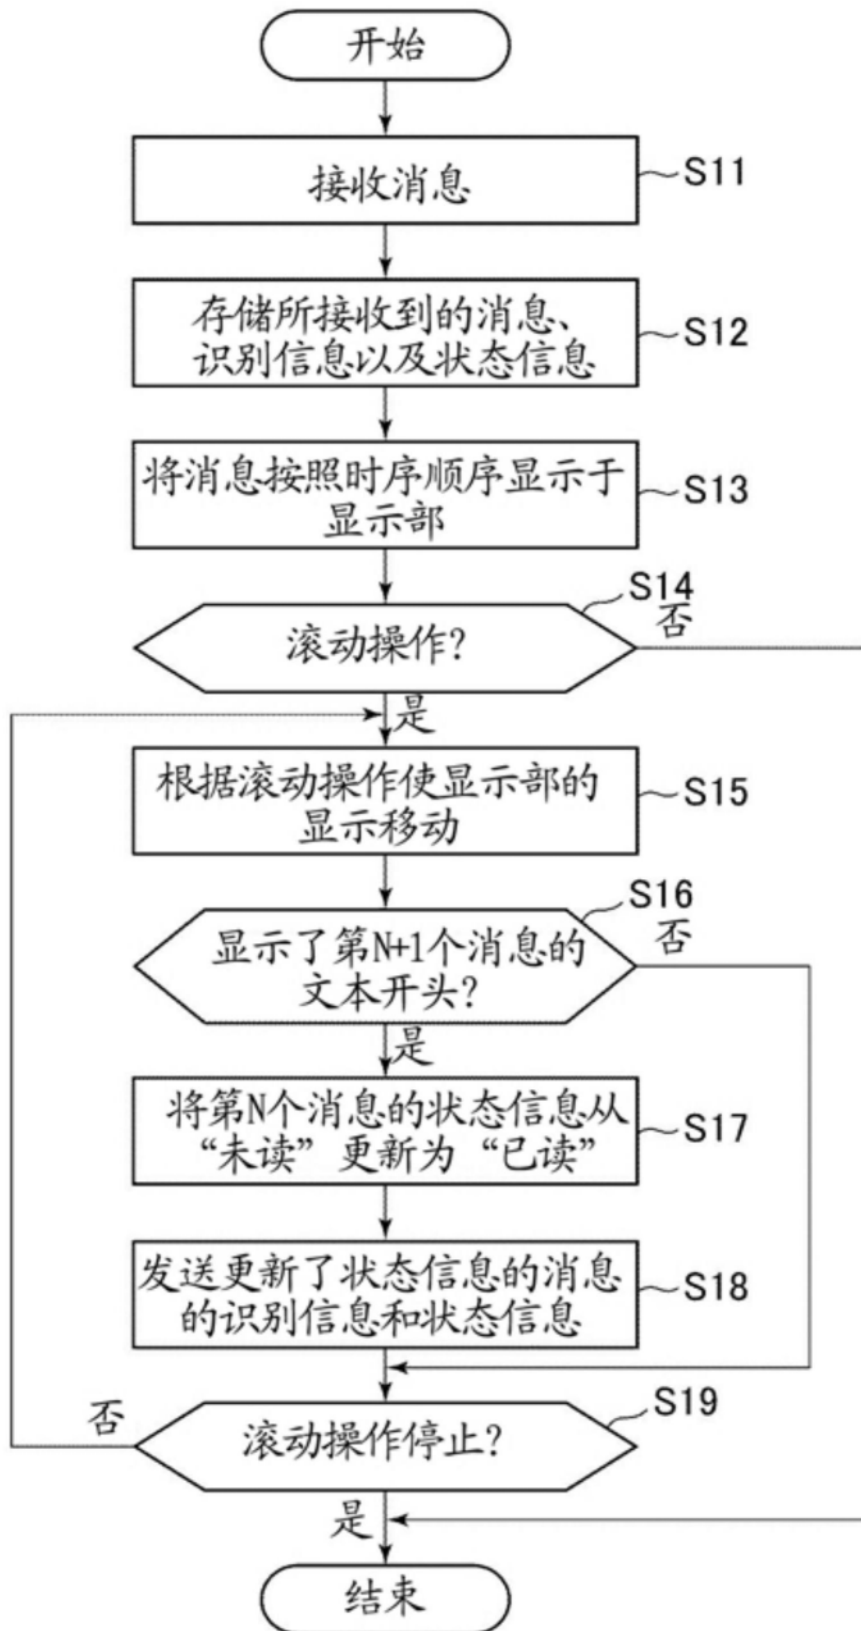 开始
接收消息
S11
存储所接收到的消息、
识别信息以及状态信息
S12
将消息按照时序顺序显示于
显示部
S13
S14
滚动操作?
否
是
根据滚动操作使显示部的
显示移动
S15
S16
显示了第N+1个消息的
文本开头?
否
是
将第N个消息的状态信息从
“未读”更新为“已读”
S17
发送更新了状态信息的消息
的识别信息和状态信息
S18
S19
否
滚动操作停止?
是
结束